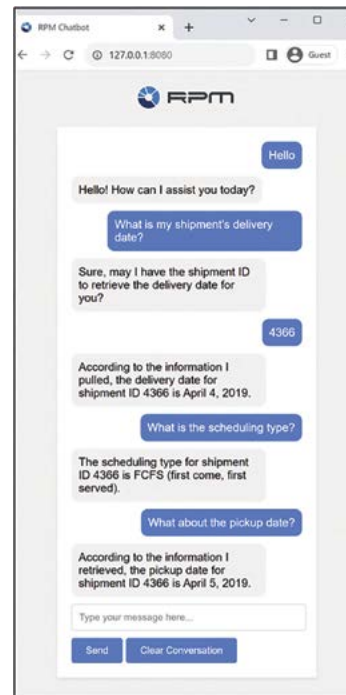 RPM Chatbot
127.0.0.1:8080
Guest
RPM
Hello
Hello! How can I assist you today?
What is my shipment's delivery
date?
Sure, may I have the shipment ID
to retrieve the delivery date for
you?
4366
According to the information I
pulled, the delivery date for
shipment ID 4366 is April 4, 2019.
What is the scheduling type?
The scheduling type for shipment
ID 4366 is FCFS (first come, first
served).
What about the pickup date?
According to the information I
retrieved, the pickup date for
shipment ID 4366 is April 5, 2019.
Type your message here...
Send Clear Conversation